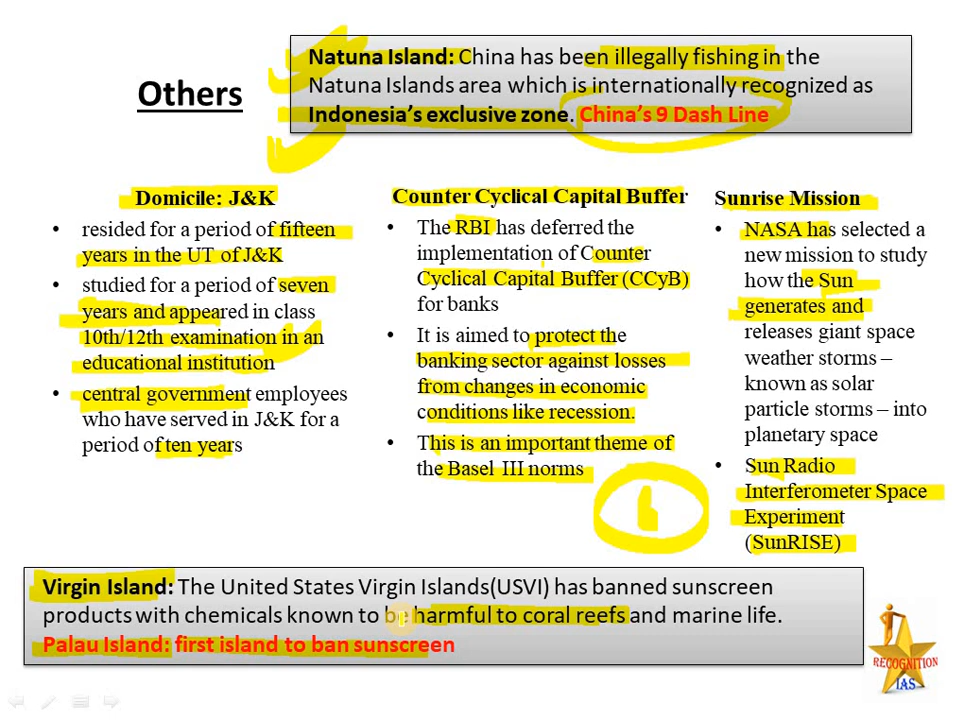 Others
Natuna Island: China has been illegally fishing in the
Natuna Islands area which is internationally recognized as
Indonesia's exclusive zone. China's 9 Dash Line
Domicile: J&K
• resided for a period of fifteen
years in the UT of J&K
• studied for a period of seven
years and appeared in class
10th/12th examination in an
educational institution
• central government employees
who have served in J&K for a
period of ten years
Counter Cyclical Capital Buffer
• The RBI has deferred the
implementation of Counter
Cyclical Capital Buffer (CCyB)
for banks
• It is aimed to protect the
banking sector against losses
from changes in economic
conditions like recession.
• This is an important theme of
the Basel III norms
Sunrise Mission
• NASA has selected a
new mission to study
how the Sun
generates and
releases giant space
weather storms –
known as solar
particle storms – into
planetary space
• Sun Radio
Interferometer Space
Experiment
(SunRISE)
Virgin Island: The United States Virgin Islands(USVI) has banned sunscreen
products with chemicals known to be harmful to coral reefs and marine life.
Palau Island: first island to ban sunscreen
RECOGNITION
IAS